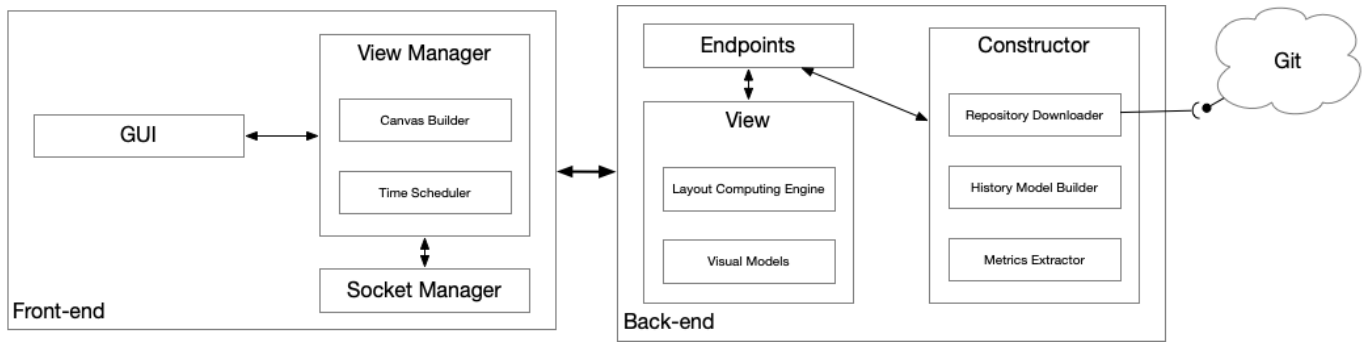 View Manager
Canvas Builder
GUI
Time Scheduler
Socket Manager
Front-end
Endpoints
View
Layout Computing Engine
Visual Models
Constructor
Repository Downloader
History Model Builder
Metrics Extractor
Back-end
Git